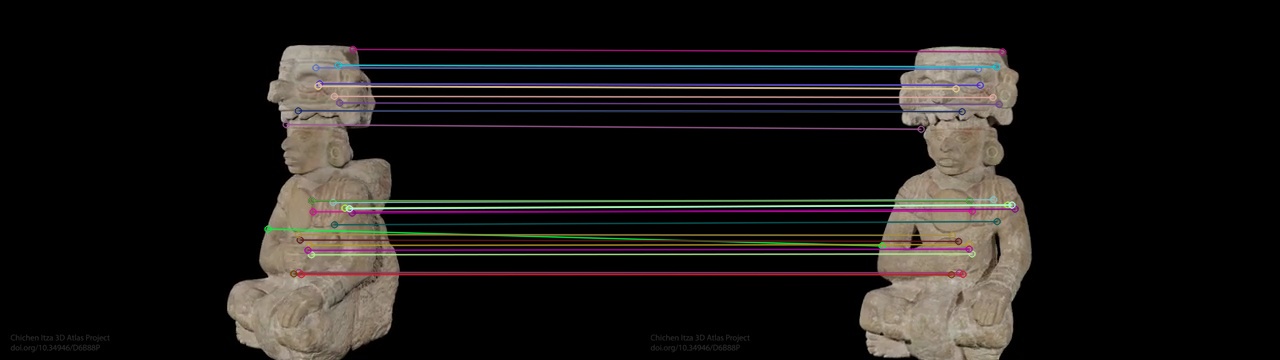 Chichen Itza 3D Atlas Project
doi.org/10.34946/D6B88P
Chichen Itza 3D Atlas Project
doi.org/10.34946/D6B88P